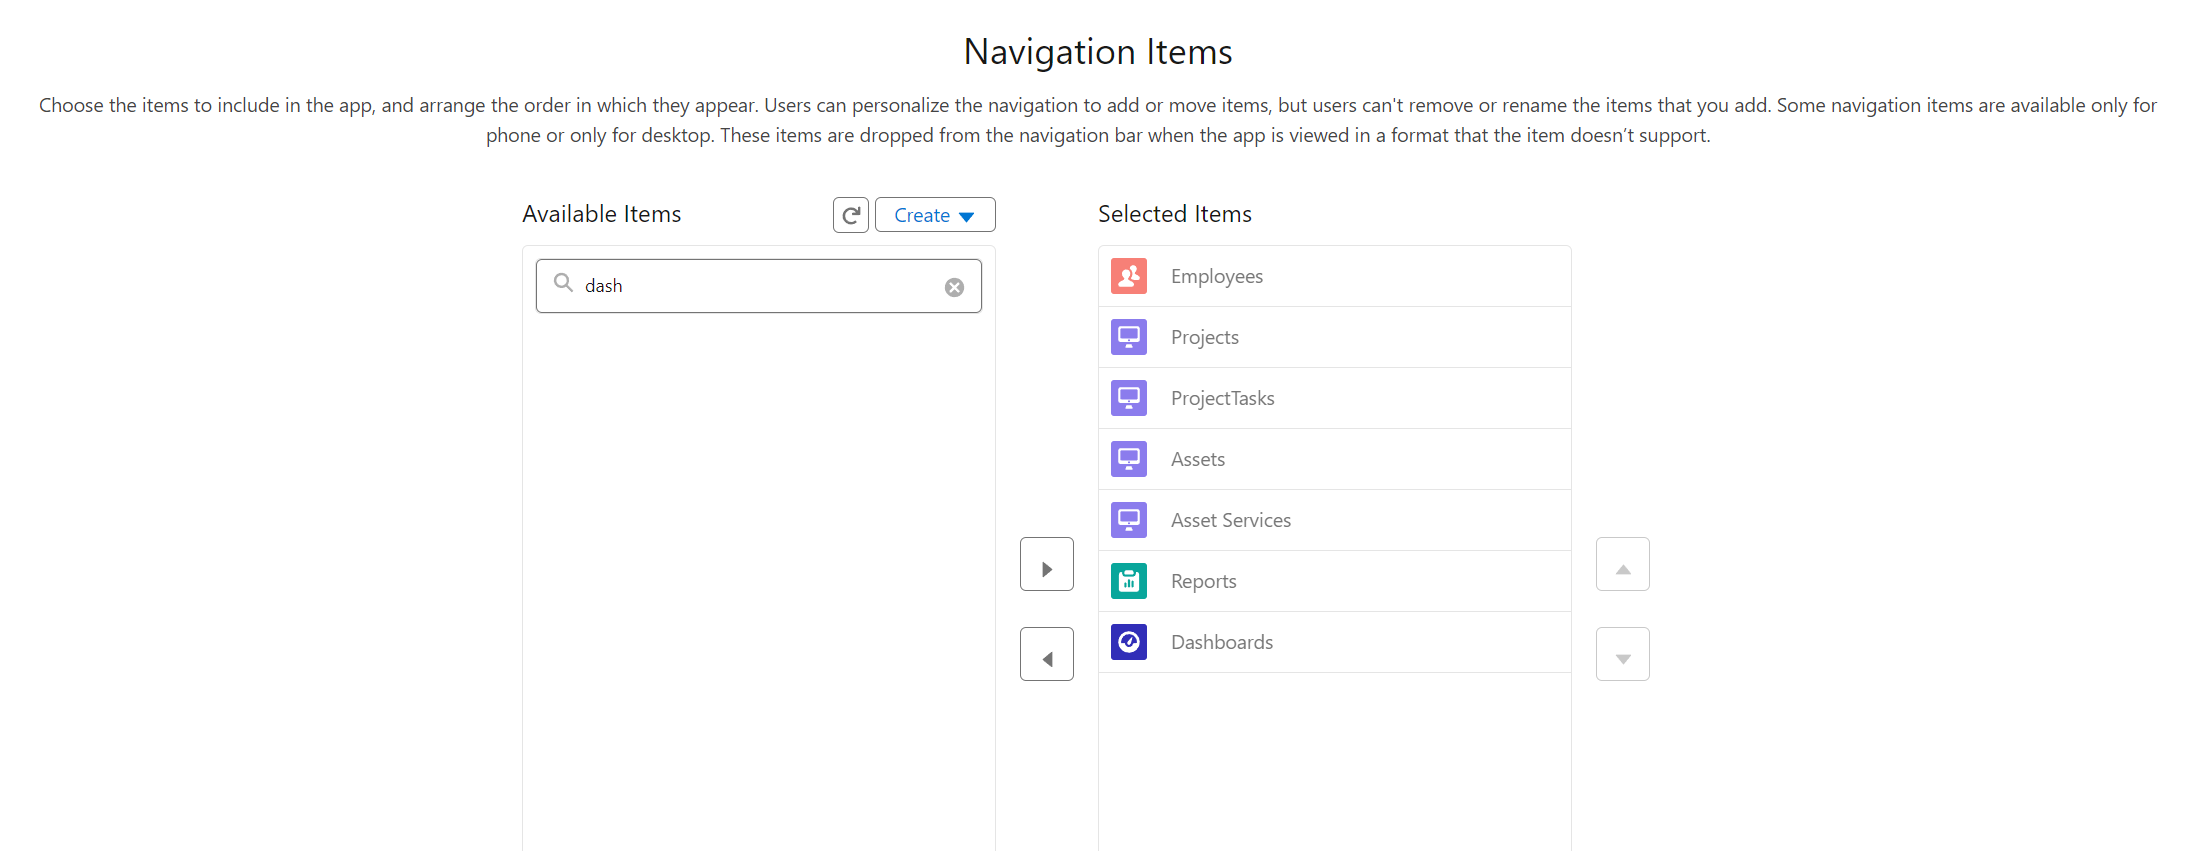 Navigation Items
Choose the items to include in the app, and arrange the order in which they appear. Users can personalize the navigation to add or move items, but users can't remove or rename the items that you add. Some navigation items are available only for
phone or only for desktop. These items are dropped from the navigation bar when the app is viewed in a format that the item doesn’t support.
Available Items
Create
dash
Selected Items
Employees
Projects
ProjectTasks
Assets
Asset Services
Reports
Dashboards